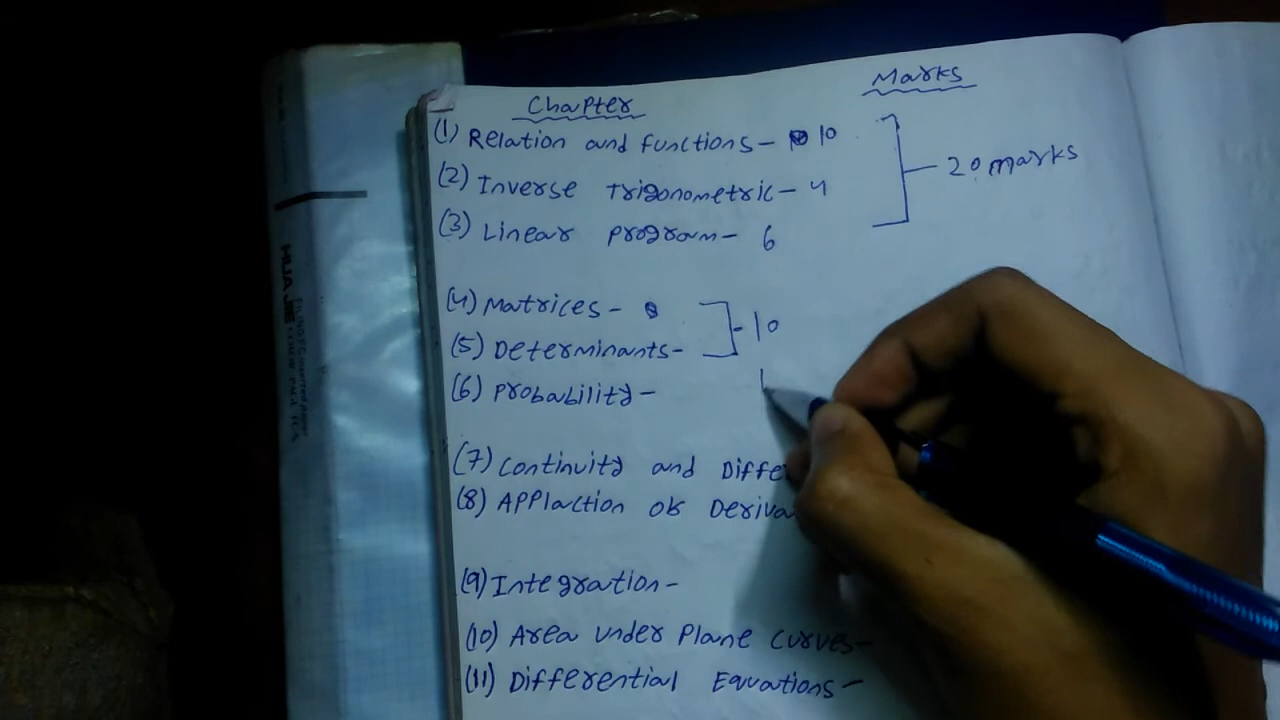 Chapter Marks
(1) Relation and functions - 10
(2) Inverse Trigonometric - 4
20 marks
(3) Linear program - 6
(4) Matrices -
10
(5) Determinants -
(6) Probability -
(7) Continuity and Diffe
(8) APPlaction of Deriva
(9) Integration -
(10) Area under Plane curves -
(11) Differential Equations -